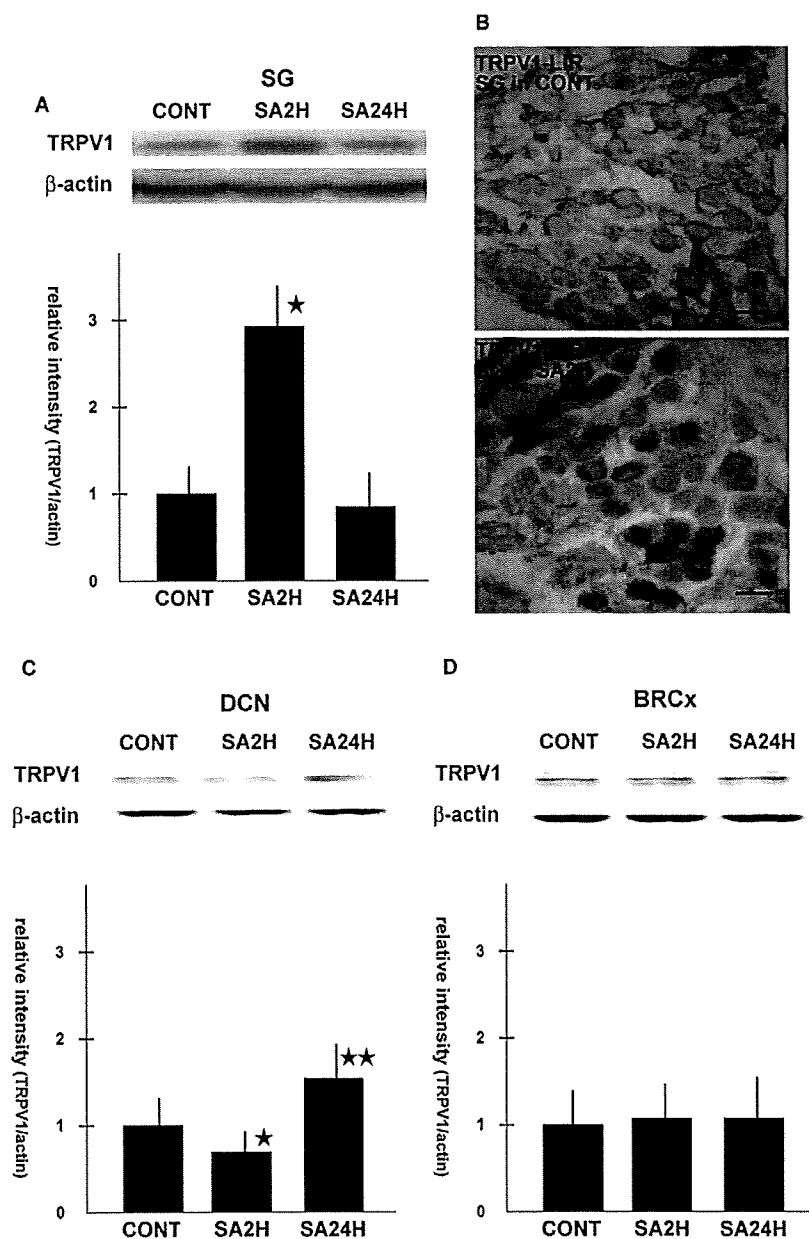 A
SG
CONT SA2H SA24H
TRPV1
β-actin
relative intensity (TRPV1/actin)
3
2
1
0
★
CONT SA2H SA24H
B
TRPV1-LIR
SG in CONT
SA2
C
DCN
CONT SA2H SA24H
TRPV1
β-actin
relative intensity (TRPV1/actin)
3
2
1
0
★
★★
CONT SA2H SA24H
D
BRCx
CONT SA2H SA24H
TRPV1
β-actin
relative intensity (TRPV1/actin)
3
2
1
0
CONT SA2H SA24H